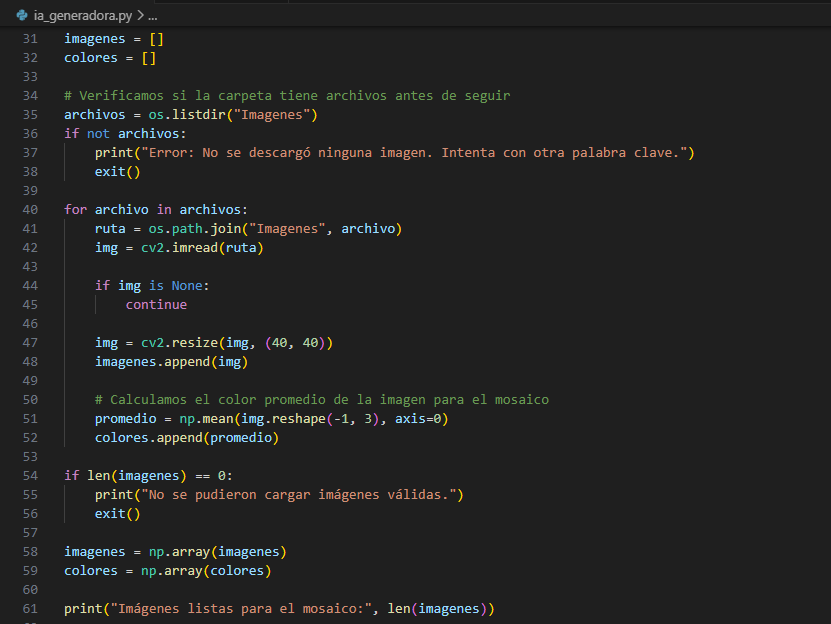 ia_generadora.py > ...
31 imagenes = []
32 colores = []
33
34 # Verificamos si la carpeta tiene archivos antes de seguir
35 archivos = os.listdir("Imagenes")
36 if not archivos:
37     print("Error: No se descargó ninguna imagen. Intenta con otra palabra clave.")
38     exit()
39
40 for archivo in archivos:
41     ruta = os.path.join("Imagenes", archivo)
42     img = cv2.imread(ruta)
43
44     if img is None:
45         continue
46
47     img = cv2.resize(img, (40, 40))
48     imagenes.append(img)
49
50     # Calculamos el color promedio de la imagen para el mosaico
51     promedio = np.mean(img.reshape(-1, 3), axis=0)
52     colores.append(promedio)
53
54 if len(imagenes) == 0:
55     print("No se pudieron cargar imágenes válidas.")
56     exit()
57
58 imagenes = np.array(imagenes)
59 colores = np.array(colores)
60
61 print("Imágenes listas para el mosaico:", len(imagenes))